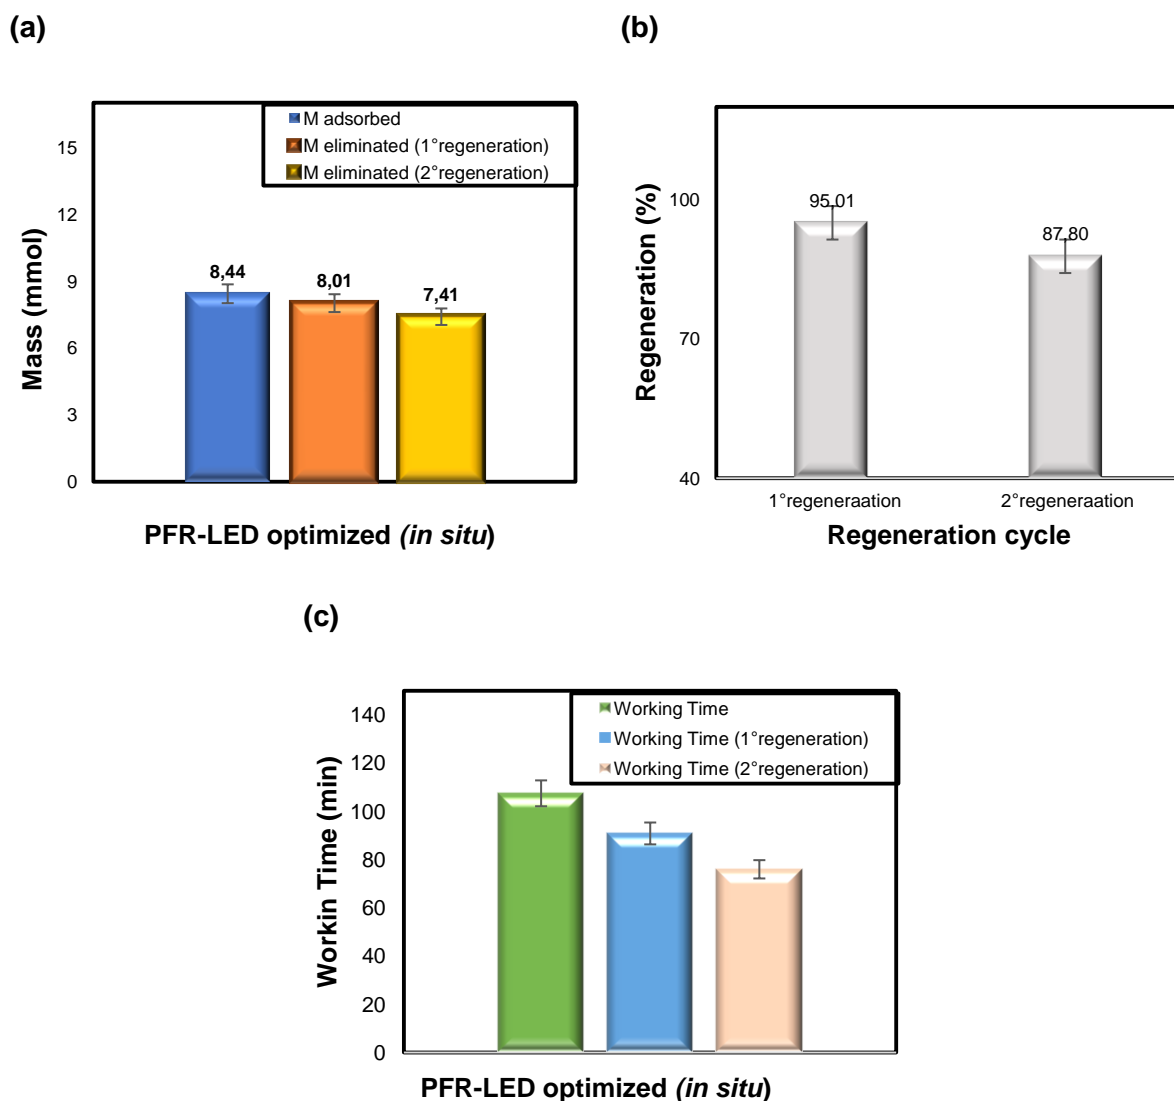 (a)
(b)
M adsorbed
M eliminated (1°regeneration)
M eliminated (2°regeneration)
15
12
9
6
3
0
Mass (mmol)
8,44
8,01
7,41
PFR-LED optimized (in situ)
100
70
40
Regeneration (%)
95.01
87.80
1°regeneraation
2°regeneraation
Regeneration cycle
(c)
Working Time
Working Time (1°regeneration)
Working Time (2°regeneration)
140
120
100
80
60
40
20
0
Workin Time (min)
PFR-LED optimized (in situ)